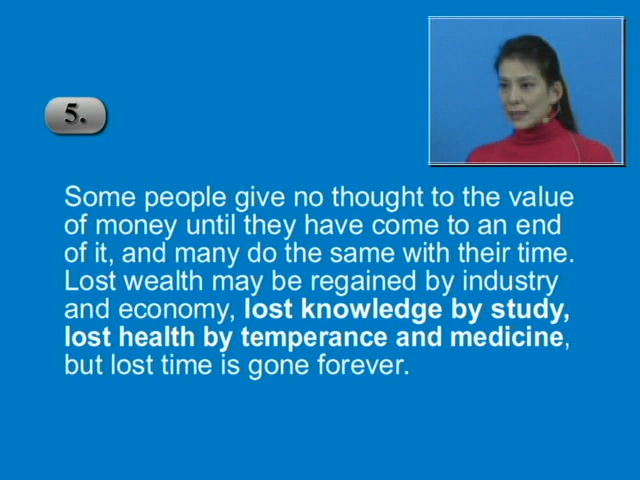 5.
Some people give no thought to the value
of money until they have come to an end
of it, and many do the same with their time.
Lost wealth may be regained by industry
and economy, lost knowledge by study,
lost health by temperance and medicine,
but lost time is gone forever.